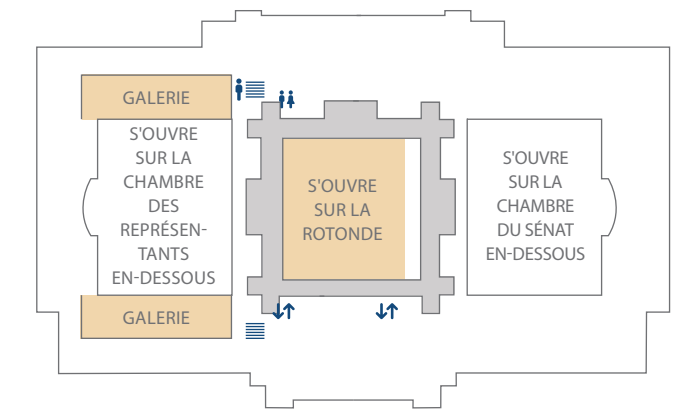 GALERIE
S'OUVRE
SUR LA
CHAMBRE
DES
REPRÉSEN-
TANTS
EN-DESSOUS
GALERIE
S'OUVRE
SUR LA
ROTONDE
S'OUVRE
SUR LA
CHAMBRE
DU SÉNAT
EN-DESSOUS